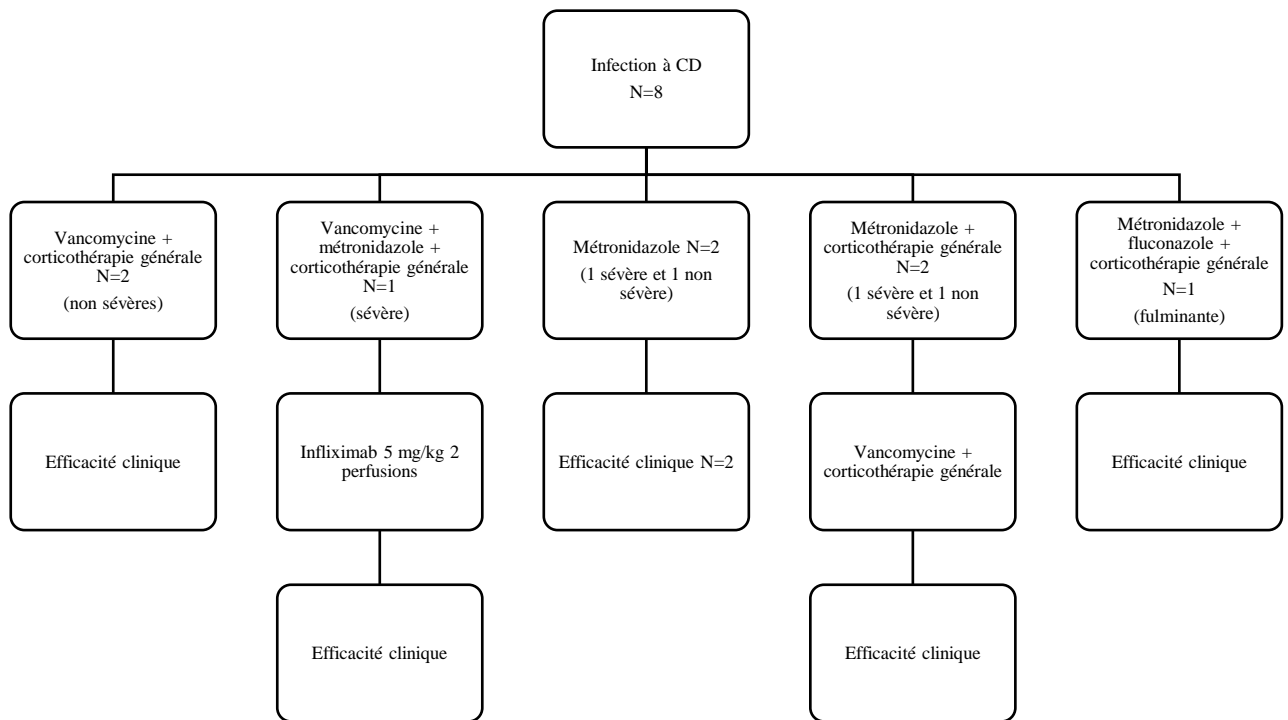 Infection à CD
N=8
Vancomycine +
corticothérapie générale
N=2
(non sévères)
Vancomycine +
métronidazole +
corticothérapie générale
N=1
(sévère)
Métronidazole N=2
(1 sévère et 1 non
sévère)
Métronidazole +
corticothérapie générale
N=2
(1 sévère et 1 non
sévère)
Métronidazole +
fluconazole +
corticothérapie générale
N=1
(fulminante)
Efficacité clinique
Infliximab 5 mg/kg 2
perfusions
Efficacité clinique N=2
Vancomycine +
corticothérapie générale
Efficacité clinique
Efficacité clinique
Efficacité clinique